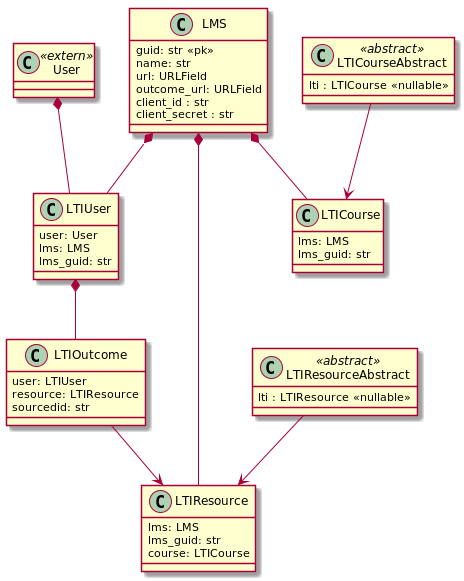 C LMS
guid: str «pk»
name: str
url: URLField
outcome_url: URLField
client_id : str
client_secret : str
C «extern»
User
C «abstract»
LTICourseAbstract
lti : LTICourse «nullable»
C LTIUser
user: User
lms: LMS
lms_guid: str
C LTICourse
lms: LMS
lms_guid: str
C LTIOutcome
user: LTIUser
resource: LTIResource
sourcedid: str
C «abstract»
LTIResourceAbstract
lti : LTIResource «nullable»
C LTIResource
lms: LMS
lms_guid: str
course: LTICourse